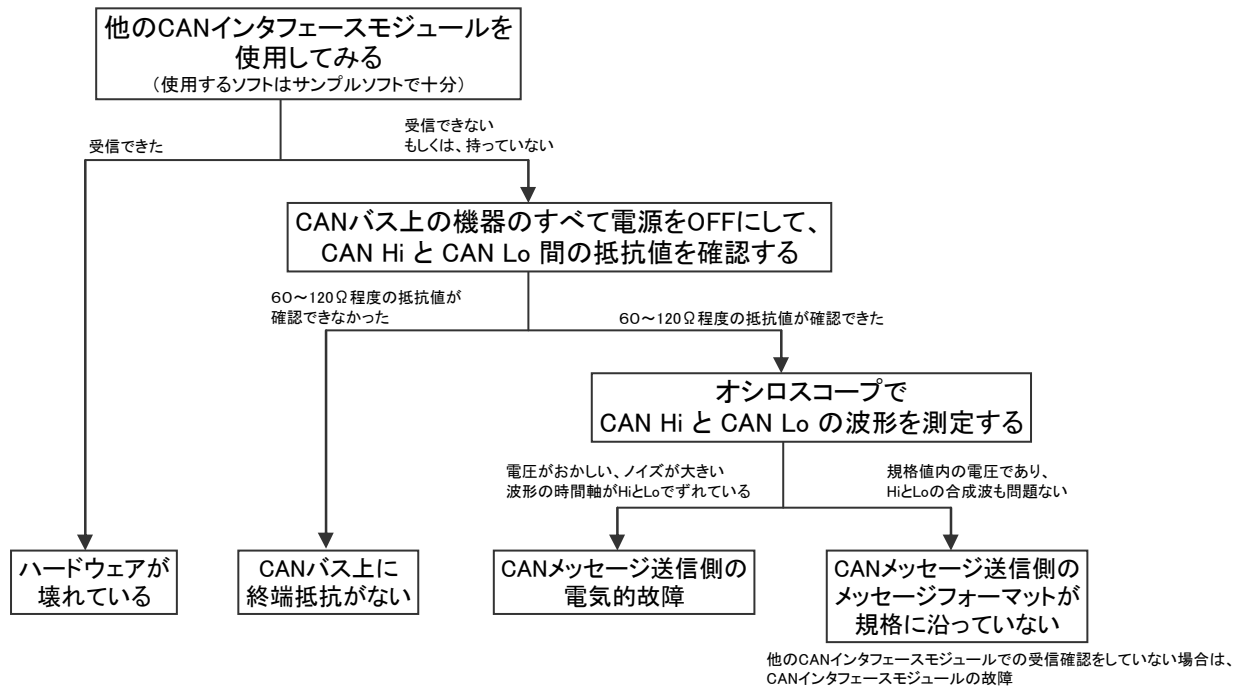 他のCANインタフェースモジュールを
使用してみる
（使用するソフトはサンプルソフトで十分）
受信できた
受信できない
もしくは、持っていない
CANバス上の機器のすべて電源をOFFにして、
CAN Hi と CAN Lo 間の抵抗値を確認する
60～120Ω程度の抵抗値が
確認できなかった
60～120Ω程度の抵抗値が確認できた
オシロスコープで
CAN Hi と CAN Lo の波形を測定する
電圧がおかしい、ノイズが大きい
波形の時間軸がHiとLoでずれている
規格値内の電圧であり、
HiとLoの合成波も問題ない
ハードウェアが
壊れている
CANバス上に
終端抵抗がない
CANメッセージ送信側の
電気的故障
CANメッセージ送信側の
メッセージフォーマットが
規格に沿っていない
他のCANインタフェースモジュールでの受信確認をしていない場合は、
CANインタフェースモジュールの故障